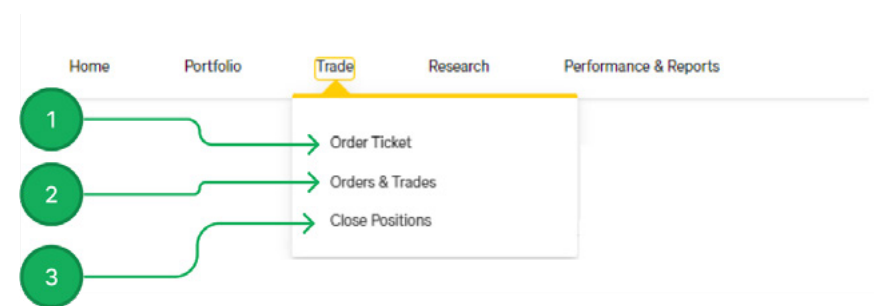 Home Portfolio Trade Research Performance & Reports
1
Order Ticket
2
Orders & Trades
Close Positions
3